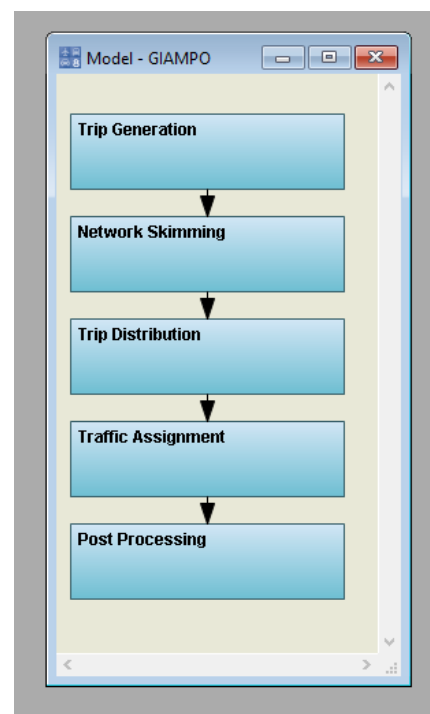 Model - GIAMPO
Trip Generation
Network Skimming
Trip Distribution
Traffic Assignment
Post Processing